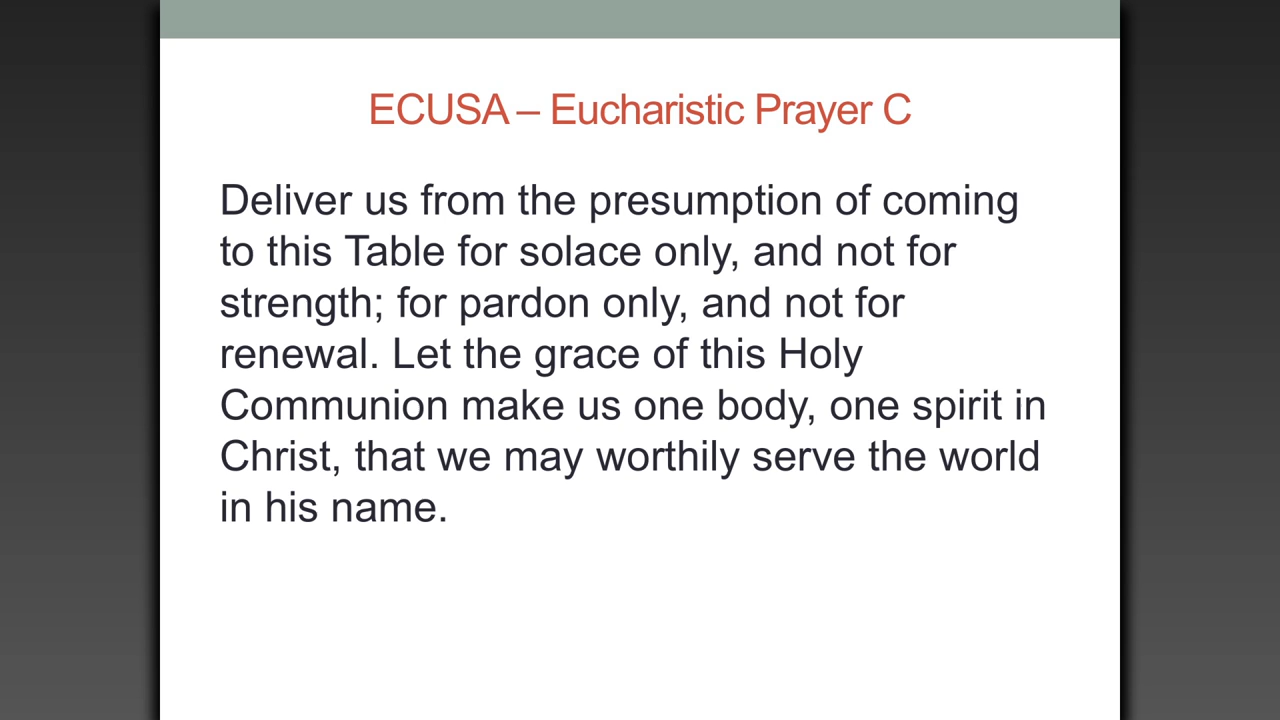 ECUSA – Eucharistic Prayer C
Deliver us from the presumption of coming
to this Table for solace only, and not for
strength; for pardon only, and not for
renewal. Let the grace of this Holy
Communion make us one body, one spirit in
Christ, that we may worthily serve the world
in his name.